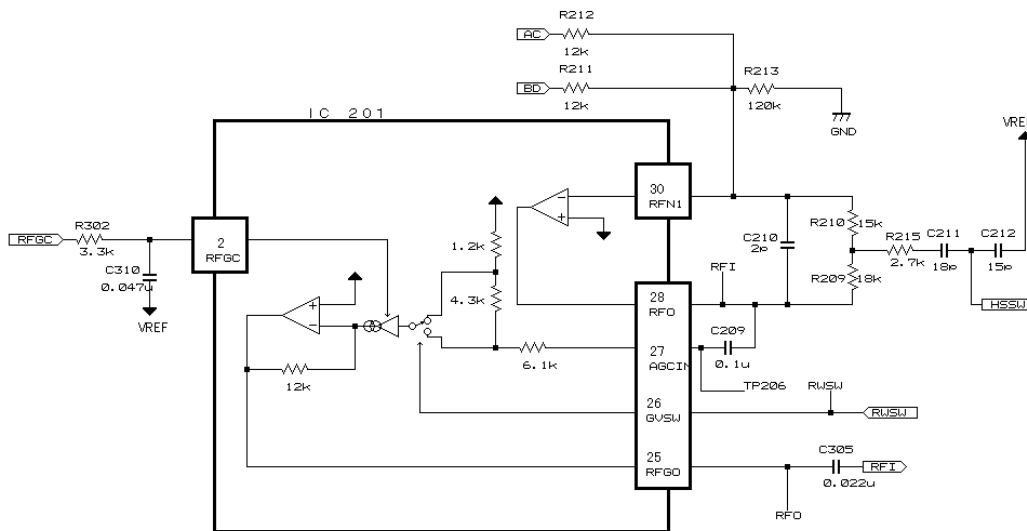 R212
AC
12k
R211
BD
12k
R213
120k
GND
IC 201
VREF
30
RFN1
R302
RFGC
3.3k
2
RFGC
C310
0.047u
VREF
1.2k
4.3k
12k
6.1k
RFI
C210
2p
R210
15k
R209
18k
R215
2.7k
C211
18p
C212
15p
HSSW
28
RFO
C209
0.1u
27
AGCIN
TP206
RWSW
26
GVSW
RWSW
25
RFGO
C305
RFI
0.022u
RFO